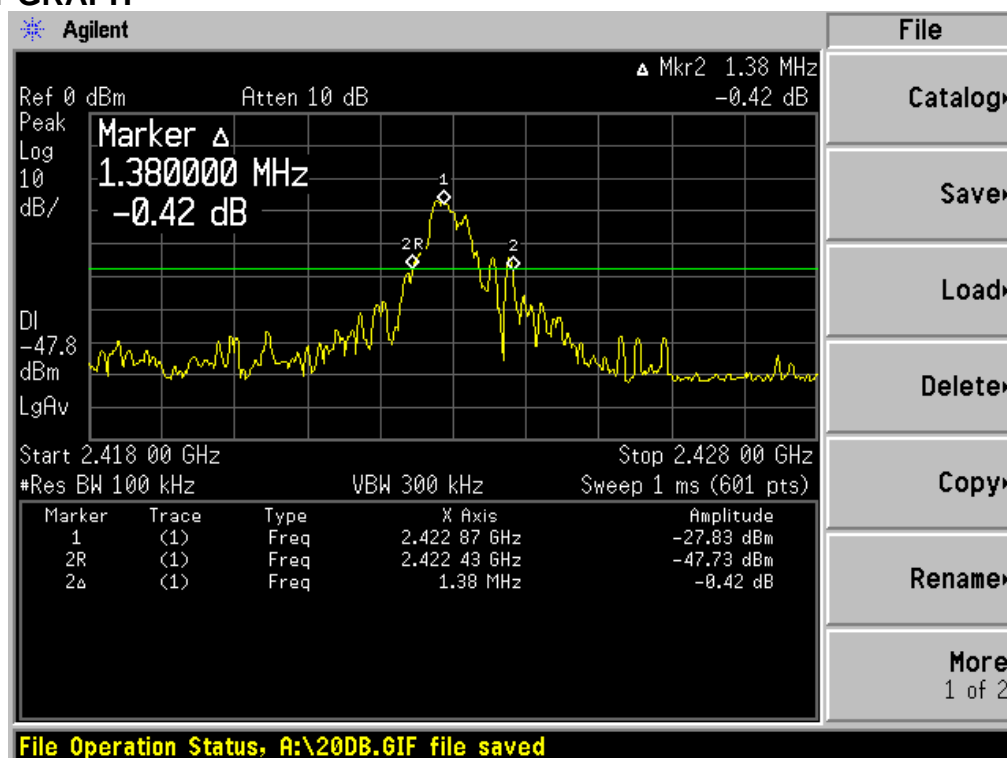 Agilent
File
Δ Mkr2 1.38 MHz
Ref 0 dBm Atten 10 dB -0.42 dB
Peak
Log
10
dB/
Marker Δ
1.380000 MHz
-0.42 dB
1
2R
2
DI
-47.8
dBm
LgAv
Start 2.418 00 GHz Stop 2.428 00 GHz
#Res BW 100 kHz VBW 300 kHz Sweep 1 ms (601 pts)
Marker Trace Type X Axis Amplitude
1 (1) Freq 2.422 87 GHz -27.83 dBm
2R (1) Freq 2.422 43 GHz -47.73 dBm
2Δ (1) Freq 1.38 MHz -0.42 dB
Catalog
Save
Load
Delete
Copy
Rename
More
1 of 2
File Operation Status, A:\20DB.GIF file saved